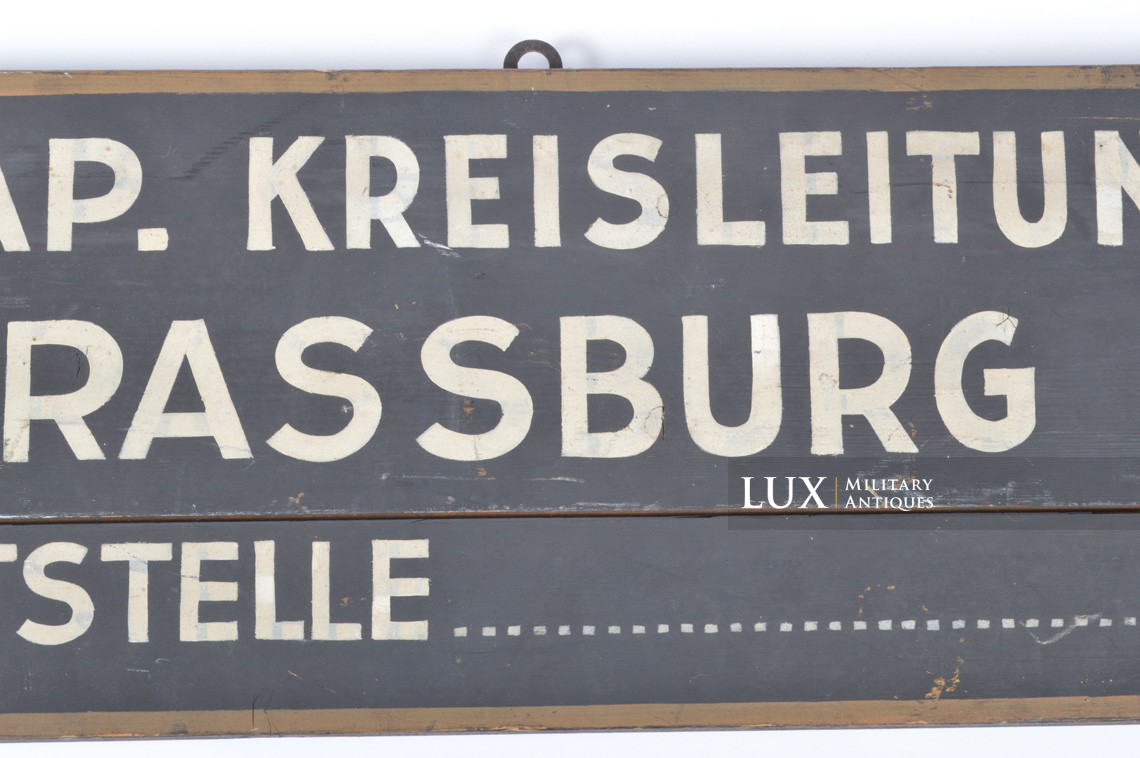 AP. KREISLEITUN
RASSBURG
TSTELLE ............................
LUX MILITARY ANTIQUES